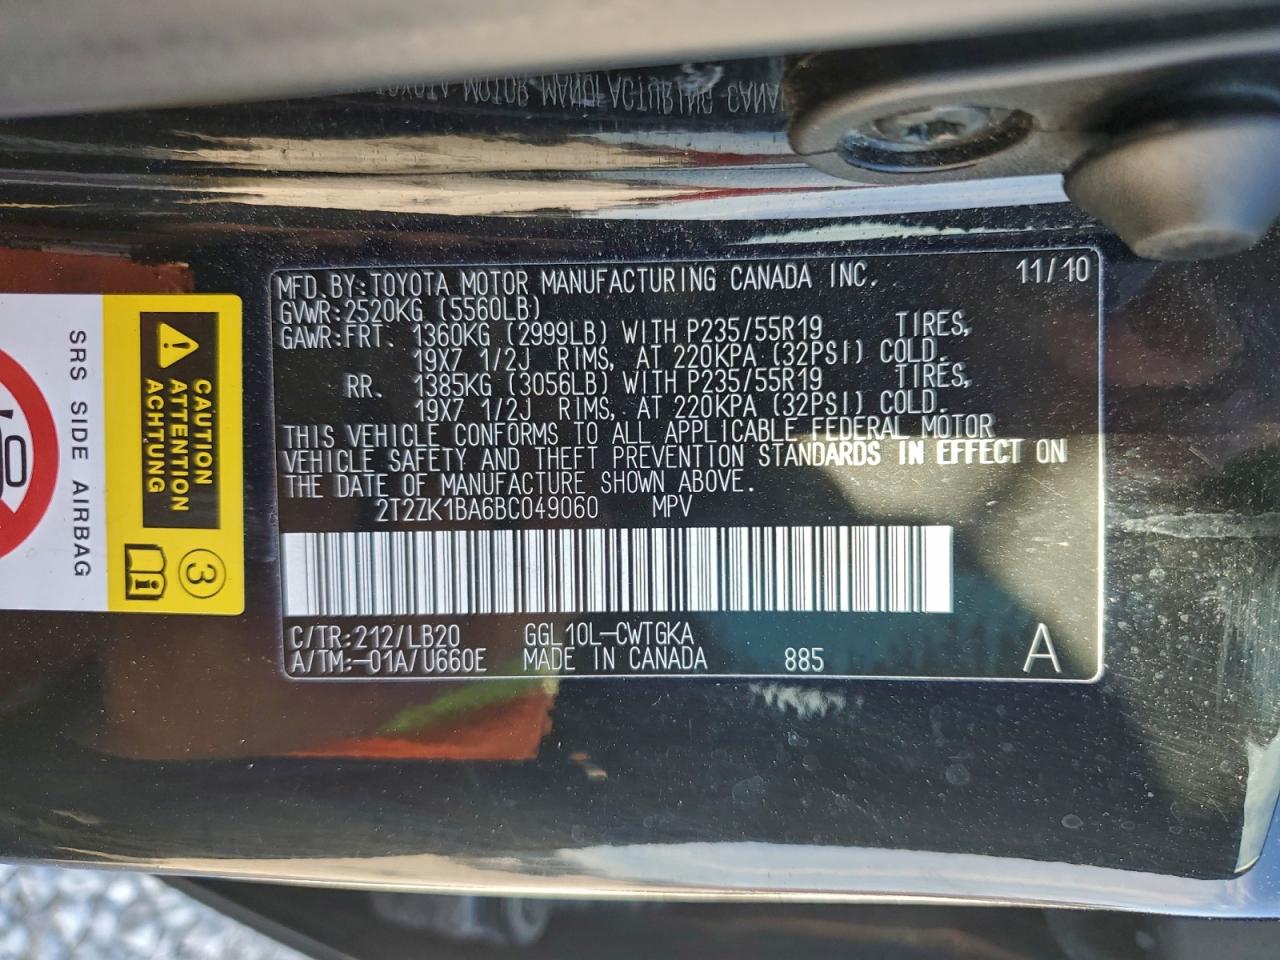 MFD. BY: TOYOTA MOTOR MANUFACTURING CANADA INC. 11/10
GVWR: 2520KG (5560LB)
GAWR: FRT. 1360KG (2999LB) WITH P235/55R19 TIRES,
19X7 1/2J RIMS, AT 220KPA (32PSI) COLD.
RR. 1385KG (3056LB) WITH P235/55R19 TIRES,
19X7 1/2J RIMS, AT 220KPA (32PSI) COLD.
THIS VEHICLE CONFORMS TO ALL APPLICABLE FEDERAL MOTOR
VEHICLE SAFETY AND THEFT PREVENTION STANDARDS IN EFFECT ON
THE DATE OF MANUFACTURE SHOWN ABOVE.
2T2ZK1BA6BC049060 MPV
C/TR: 212/LB20 GGL10L-CWTGKA
A/TM: -01A/U660E MADE IN CANADA 885 A
CAUTION
ATTENTION
ACHTUNG
3
SRS SIDE AIRBAG